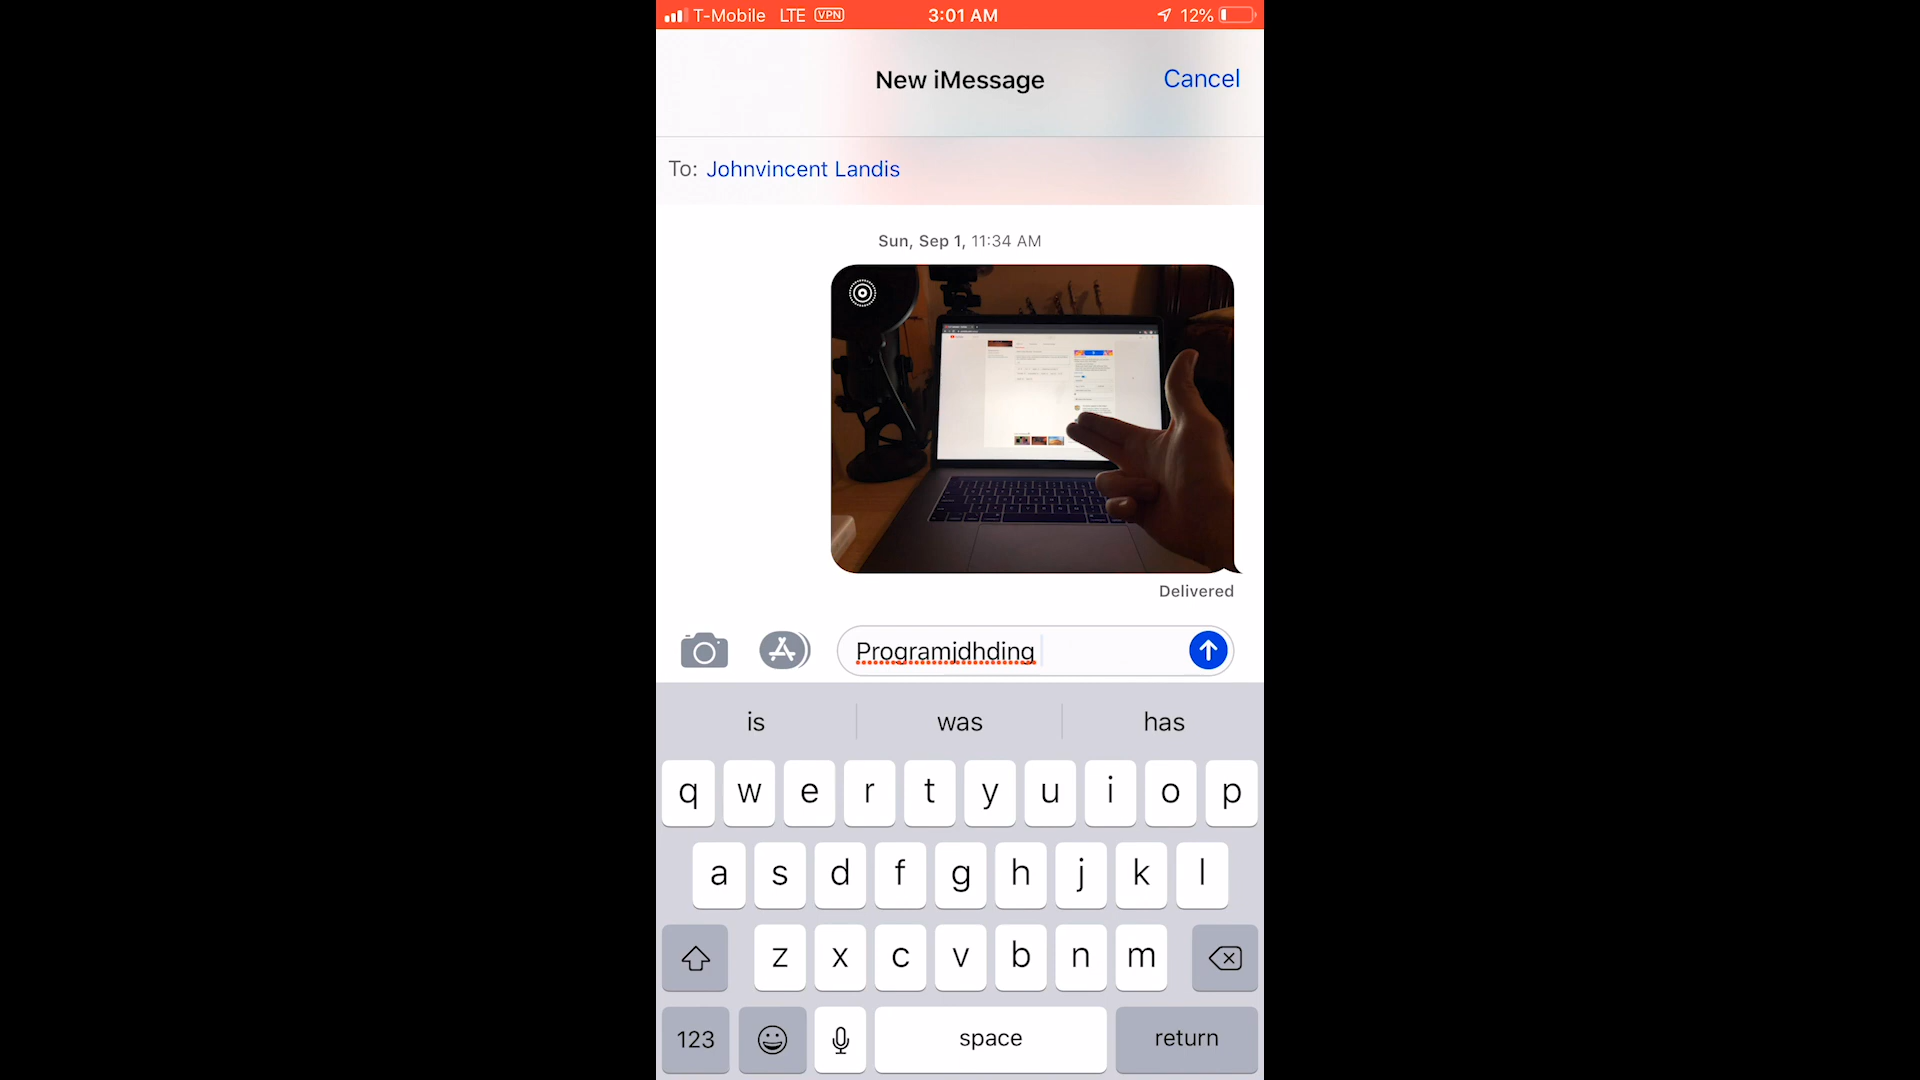 T-Mobile LTE VPN 3:01 AM 12%
New iMessage Cancel
To: Johnvincent Landis
Sun, Sep 1, 11:34 AM
Delivered
Programjdhding
is was has
q w e r t y u i o p
a s d f g h j k l
z x c v b n m
123 space return